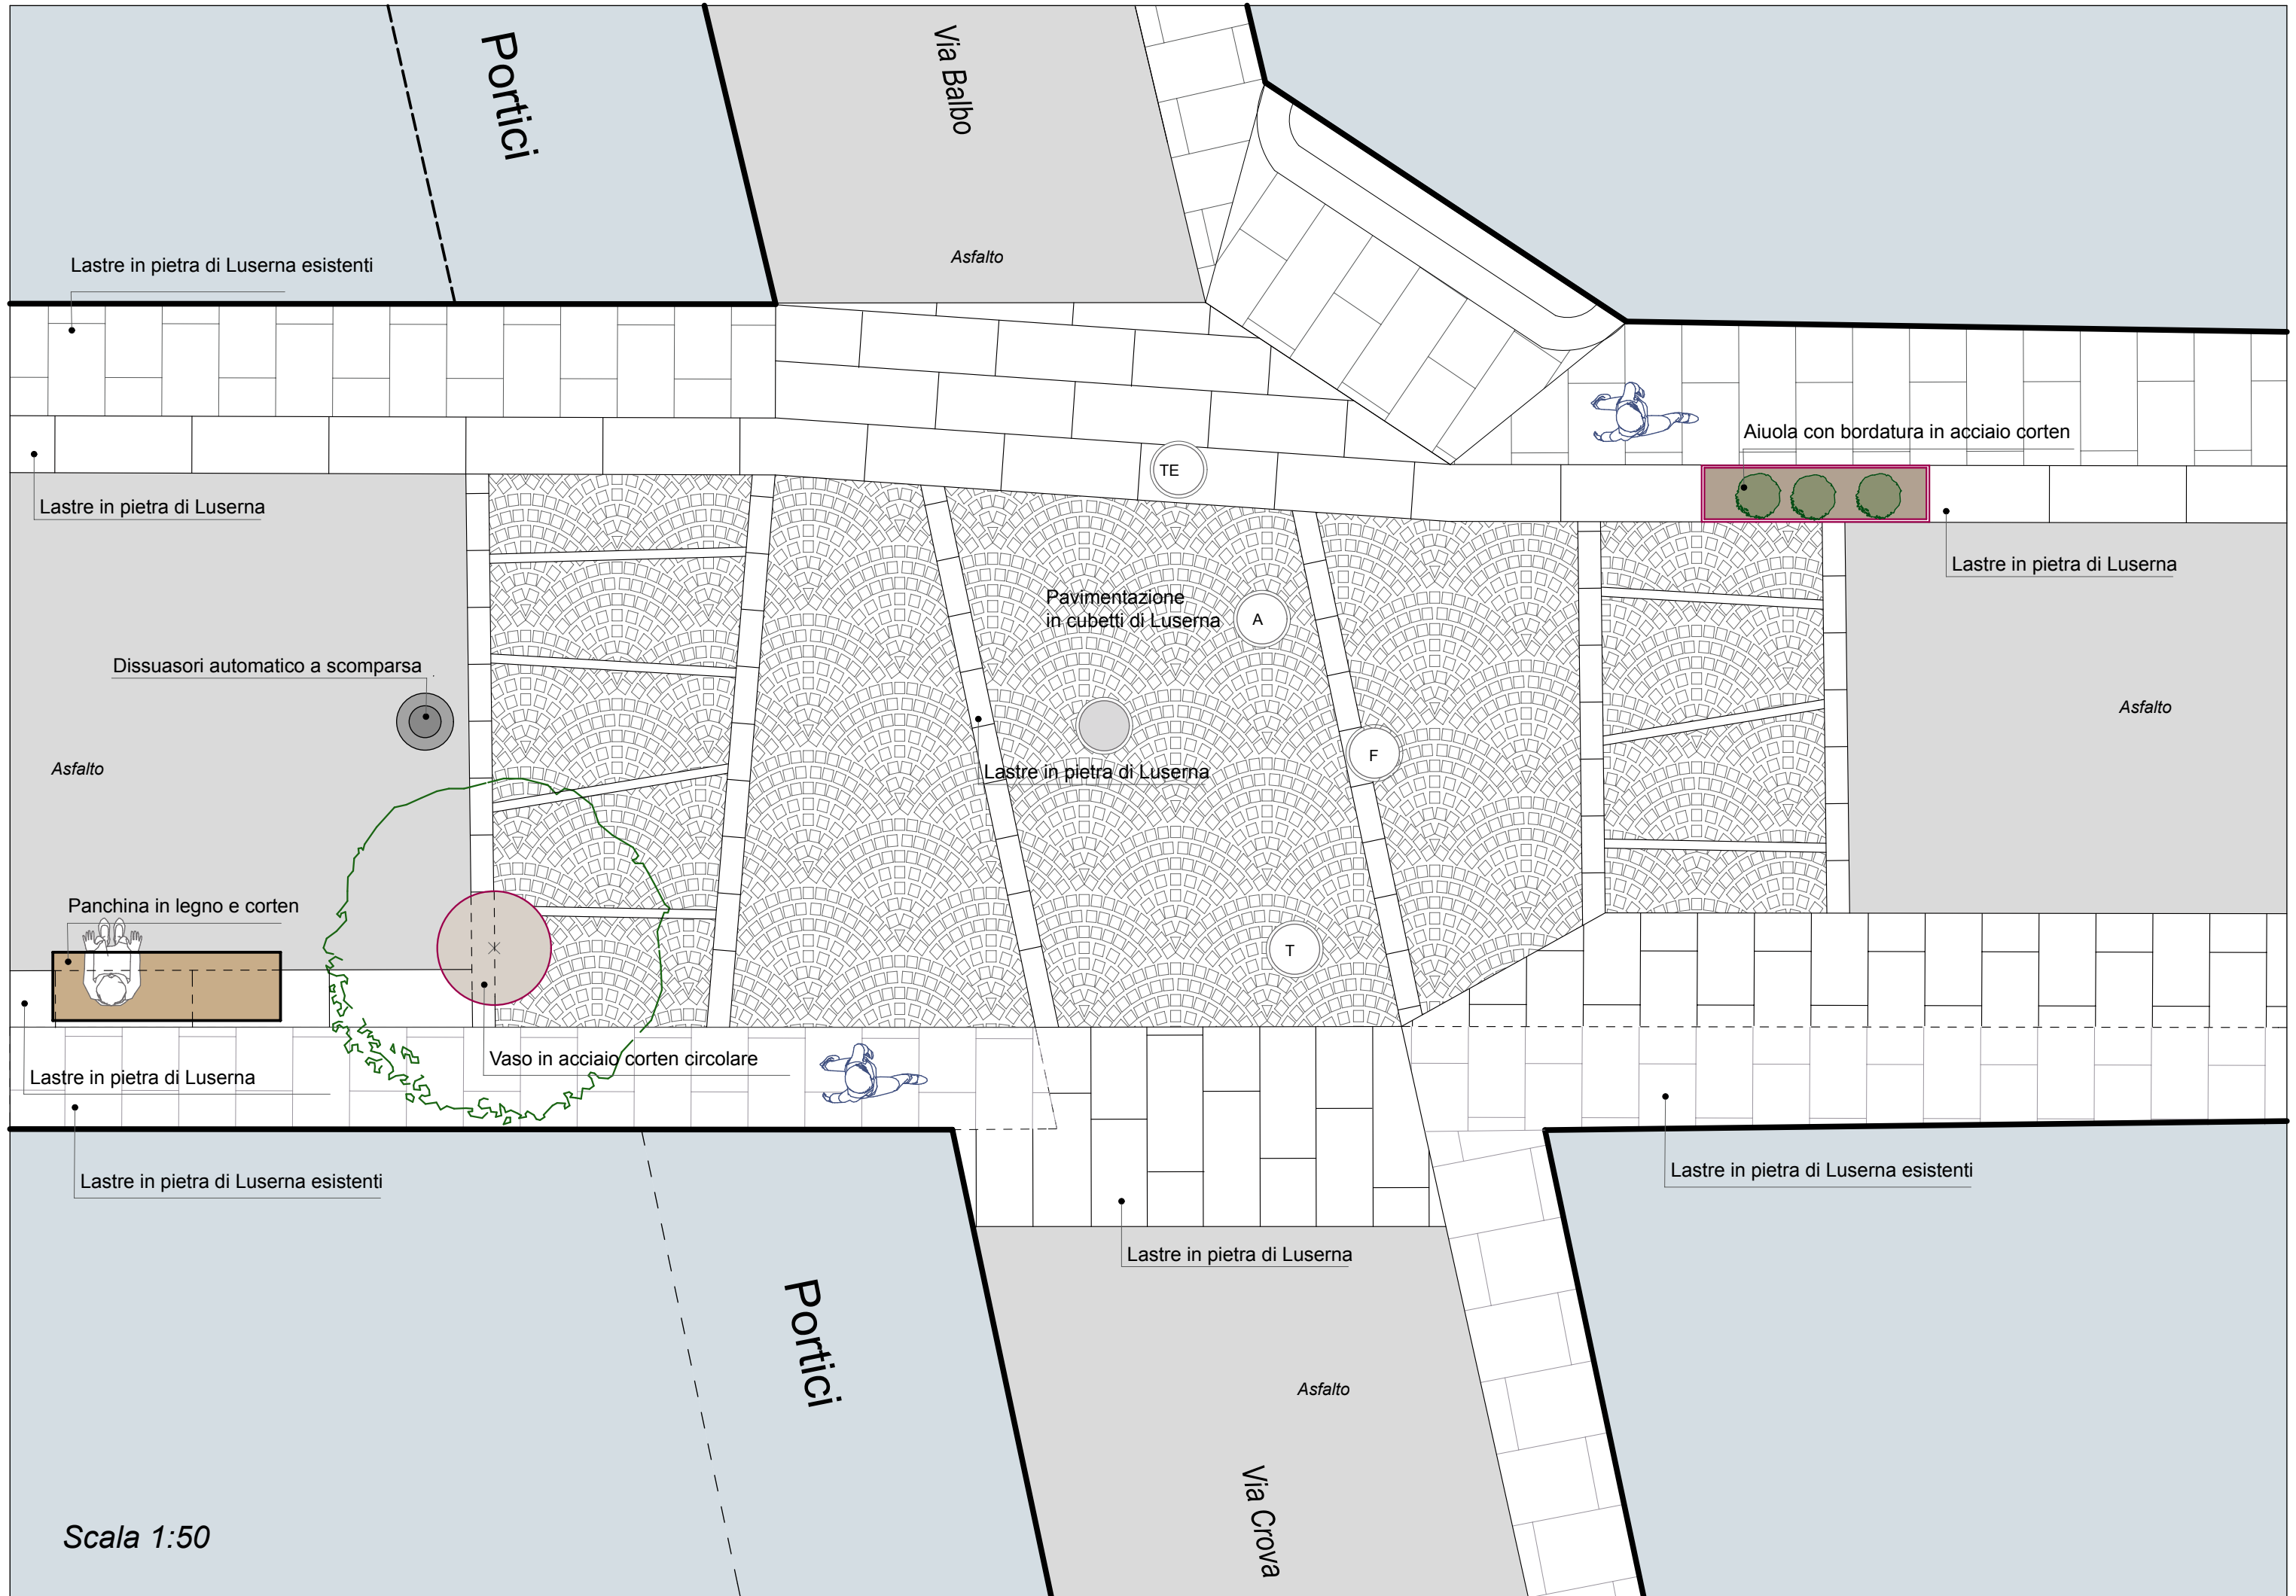 Portici
Via Balbo
Asfalto
Lastre in pietra di Luserna esistenti
Aiuola con bordatura in acciaio corten
TE
Lastre in pietra di Luserna
Lastre in pietra di Luserna
Pavimentazione
in cubetti di Luserna
A
Dissuasori automatico a scomparsa
Asfalto
F
Asfalto
Lastre in pietra di Luserna
Panchina in legno e corten
T
Vaso in acciaio corten circolare
Lastre in pietra di Luserna
Lastre in pietra di Luserna esistenti
Lastre in pietra di Luserna esistenti
Lastre in pietra di Luserna
Portici
Asfalto
Via Crova
Scala 1:50